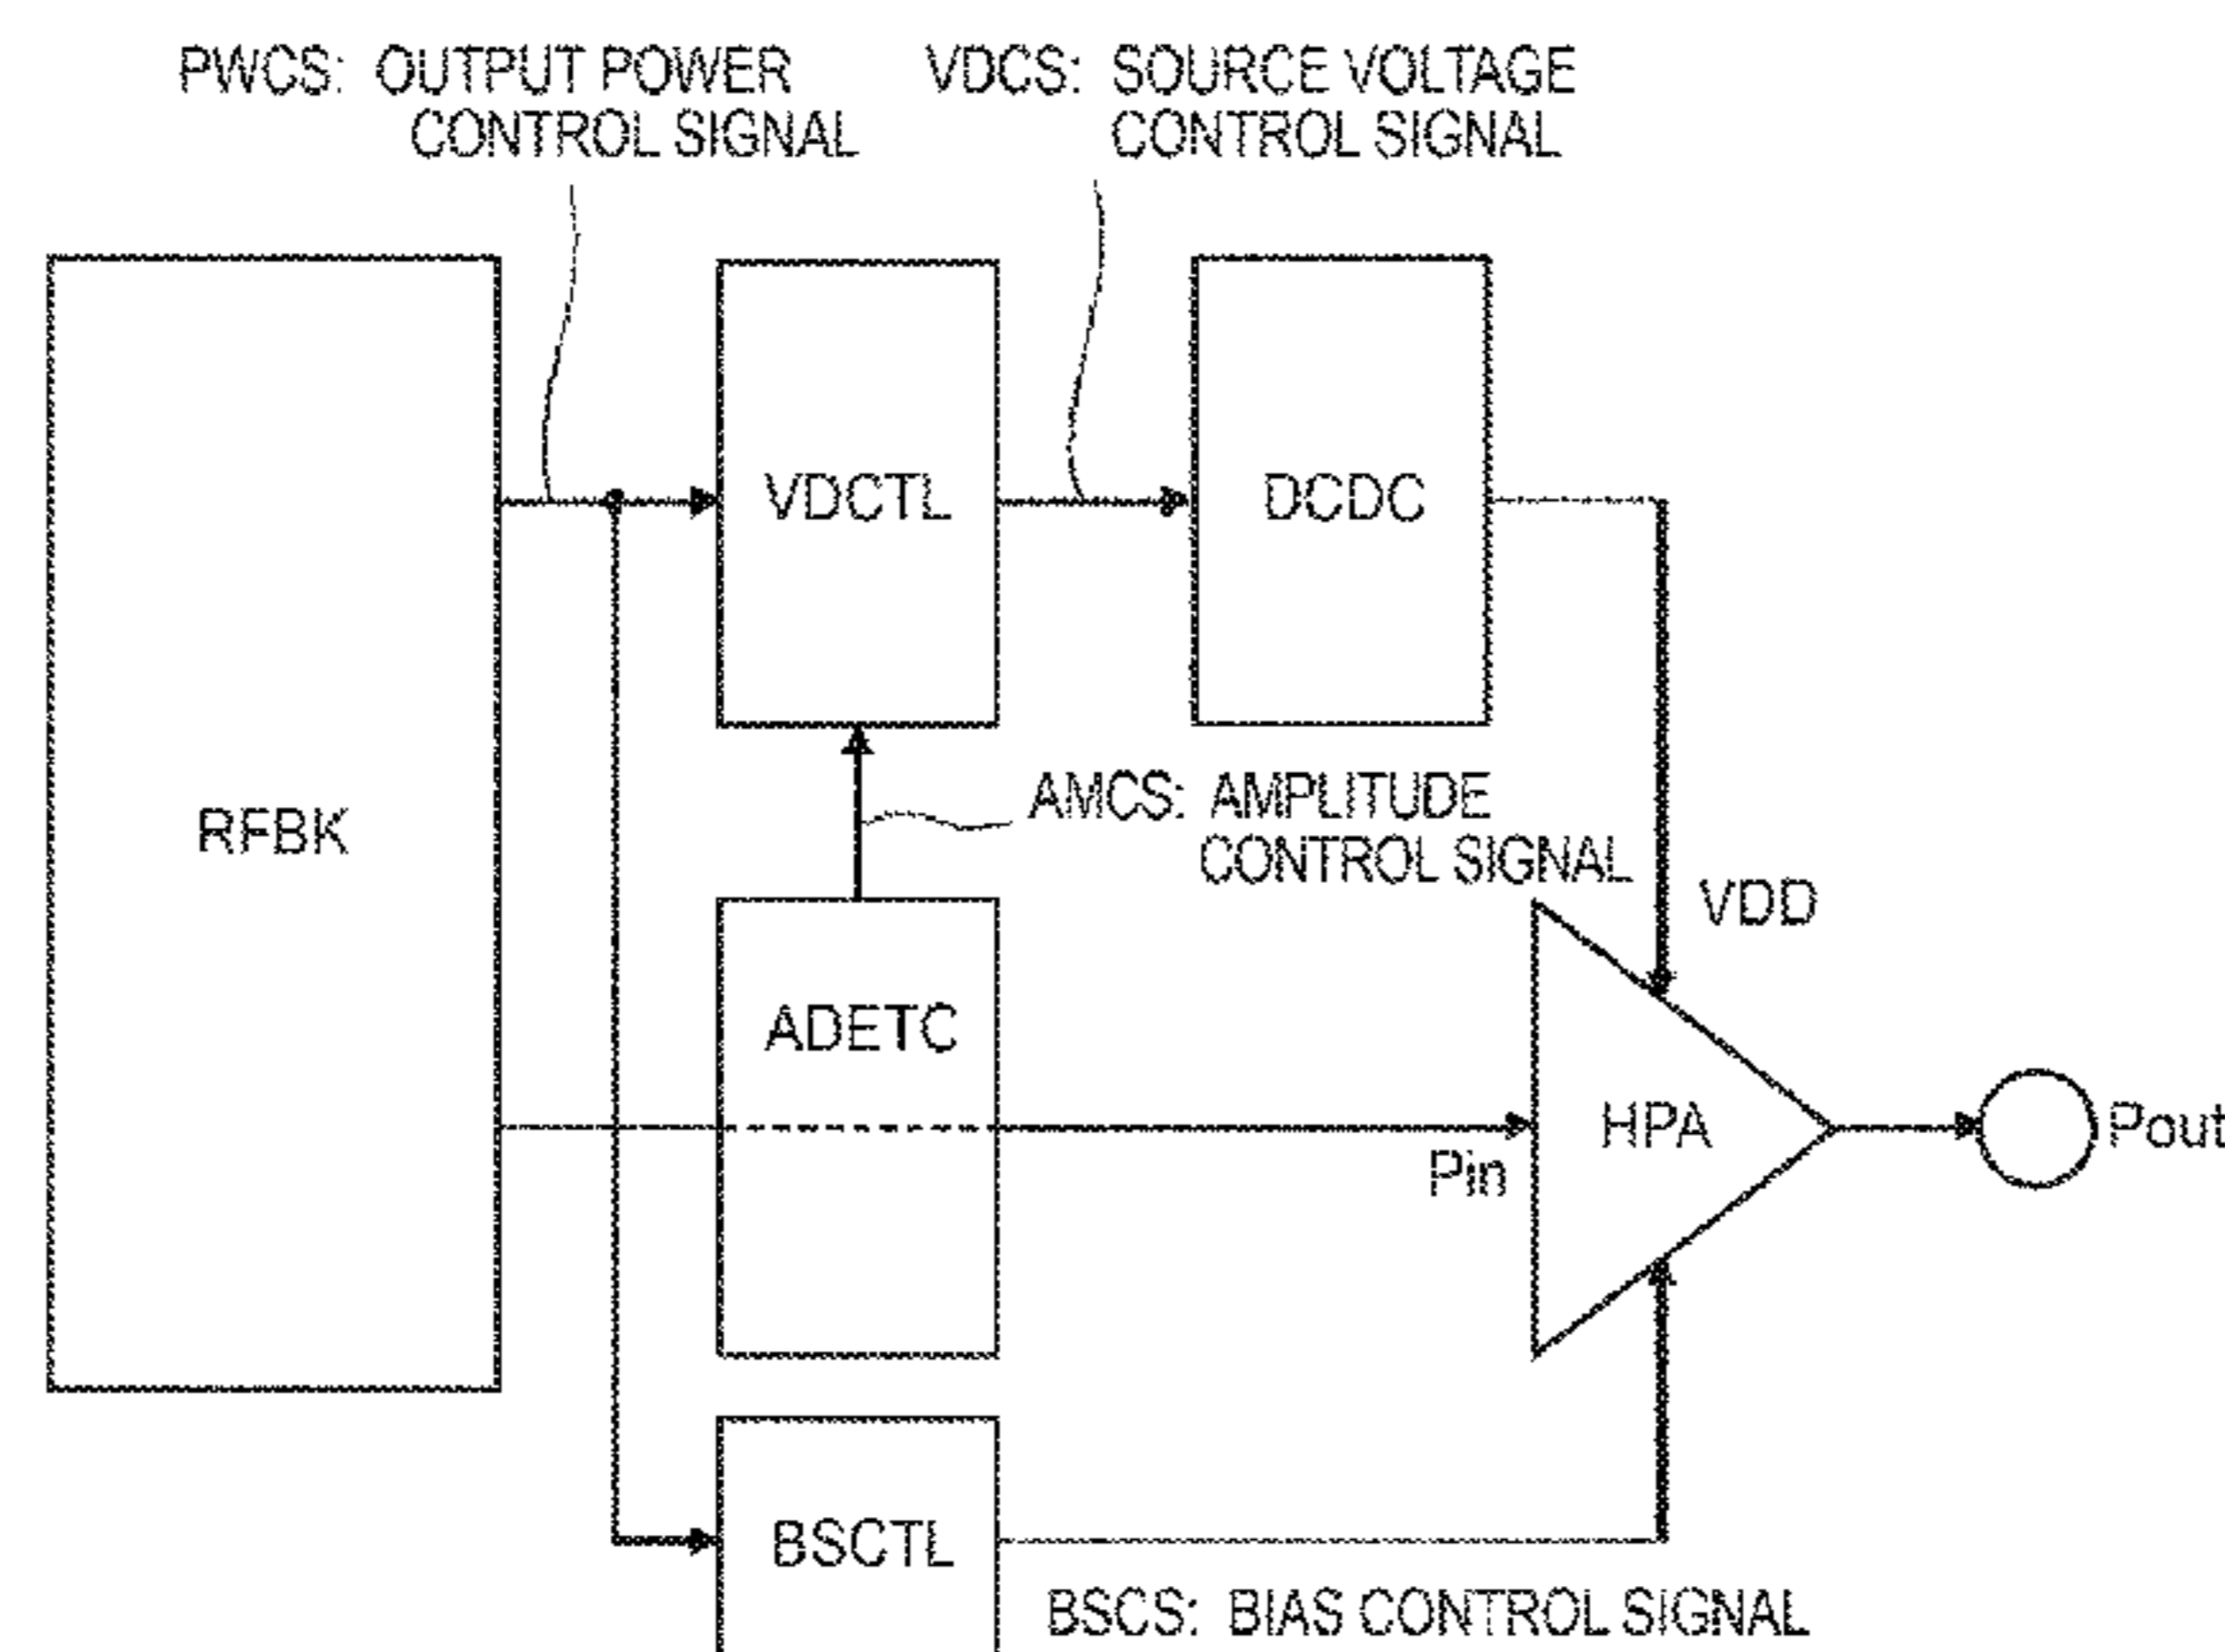 PWCS: OUTPUT POWER
CONTROL SIGNAL
VDCS: SOURCE VOLTAGE
CONTROL SIGNAL
VDCTL
DCDC
RFBK
AMCS: AMPLITUDE
CONTROL SIGNAL
VDD
ADETC
HPA
Pout
Pin
BSCTL
BSCS: BIAS CONTROL SIGNAL